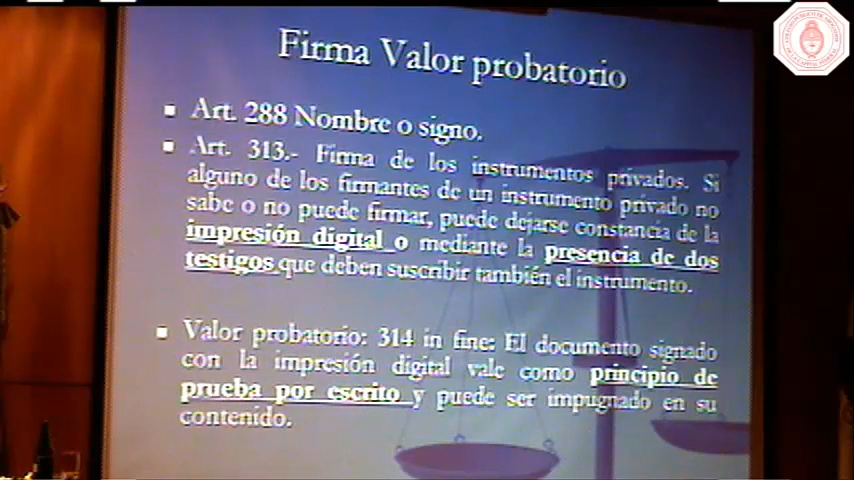 Firma Valor probatorio
▪ Art. 288 Nombre o signo.
▪ Art. 313.- Firma de los instrumentos privados. Si
alguno de los firmantes de un instrumento privado no
sabe o no puede firmar, puede dejarse constancia de la
impresión digital o mediante la presencia de dos
testigos que deben suscribir también el instrumento.
▪ Valor probatorio: 314 in fine: El documento signado
con la impresión digital vale como principio de
prueba por escrito y puede ser impugnado en su
contenido.